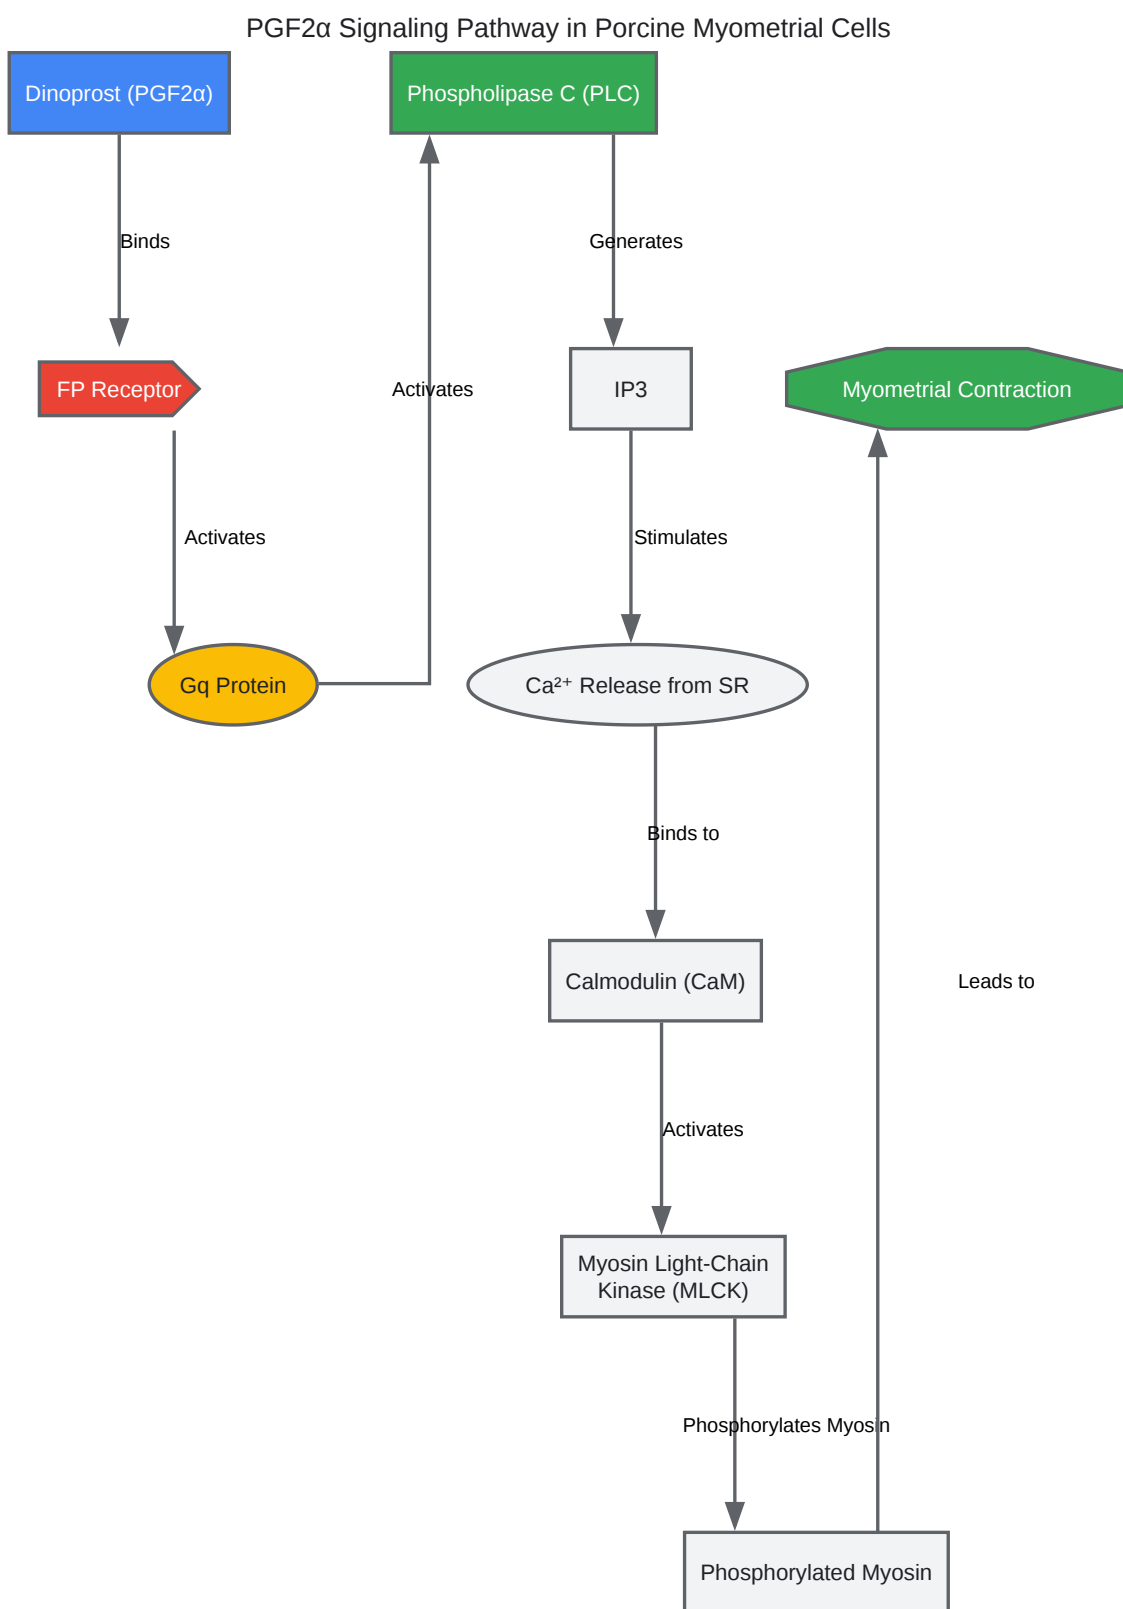 PGF2α Signaling Pathway in Porcine Myometrial Cells
Dinoprost (PGF2α)
Phospholipase C (PLC)
Binds
Generates
FP Receptor
Activates
IP3
Myometrial Contraction
Activates
Stimulates
Gq Protein
Ca²⁺ Release from SR
Binds to
Calmodulin (CaM)
Leads to
Activates
Myosin Light-Chain
Kinase (MLCK)
Phosphorylates Myosin
Phosphorylated Myosin